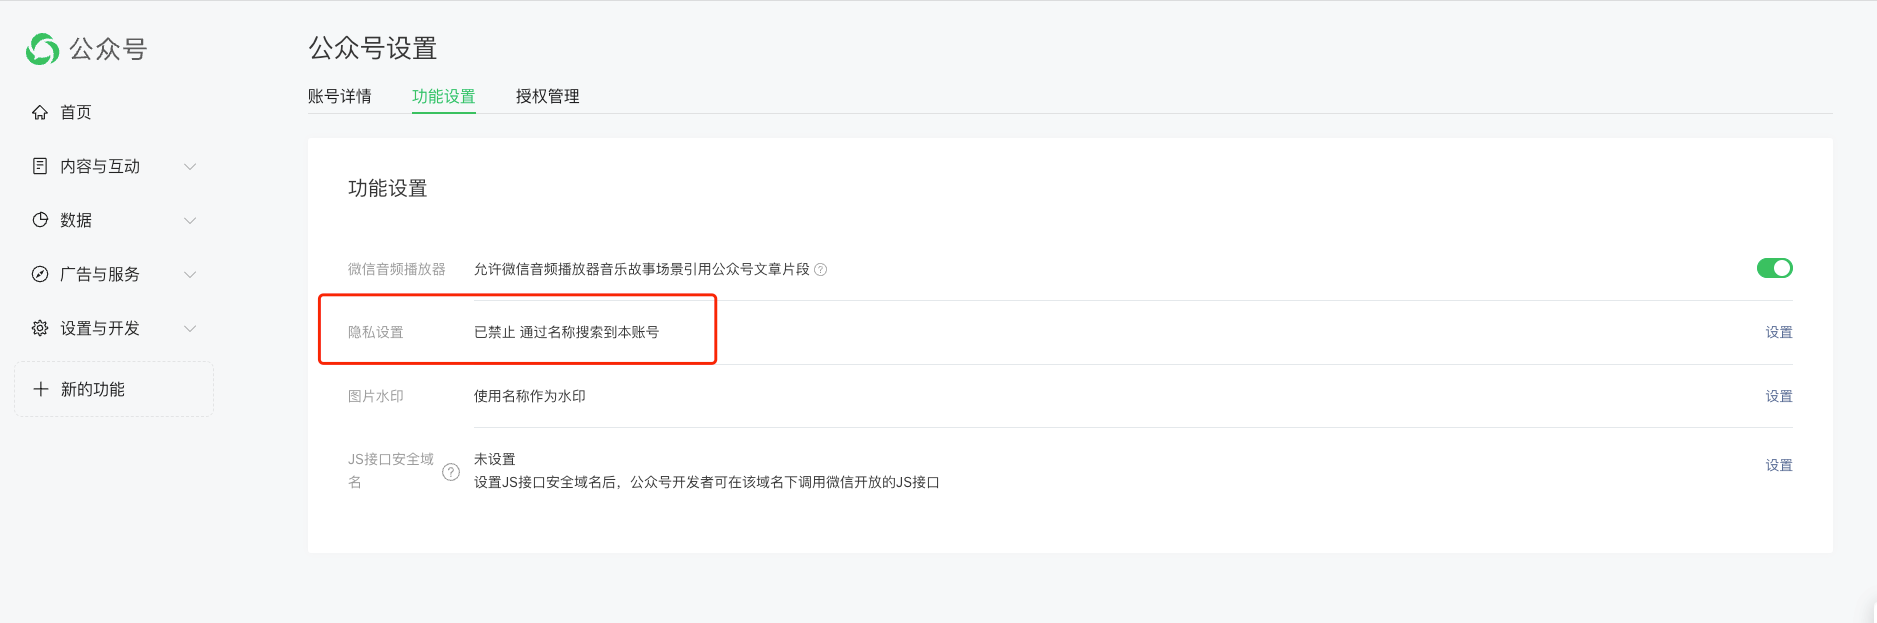 公众号
首页
内容与互动
数据
广告与服务
设置与开发
新的功能
公众号设置
账号详情 功能设置 授权管理
功能设置
微信音频播放器 允许微信音频播放器音乐故事场景引用公众号文章片段 ?
隐私设置 已禁止 通过名称搜索到本账号 设置
图片水印 使用名称作为水印 设置
JS接口安全域名 ? 未设置 设置
设置JS接口安全域名后，公众号开发者可在该域名下调用微信开放的JS接口